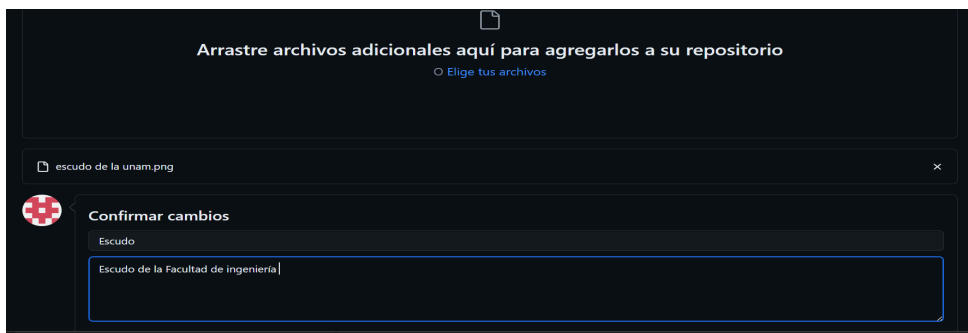 Arrastre archivos adicionales aquí para agregarlos a su repositorio
O Elige tus archivos
escudo de la unam.png
Confirmar cambios
Escudo
Escudo de la Facultad de ingeniería